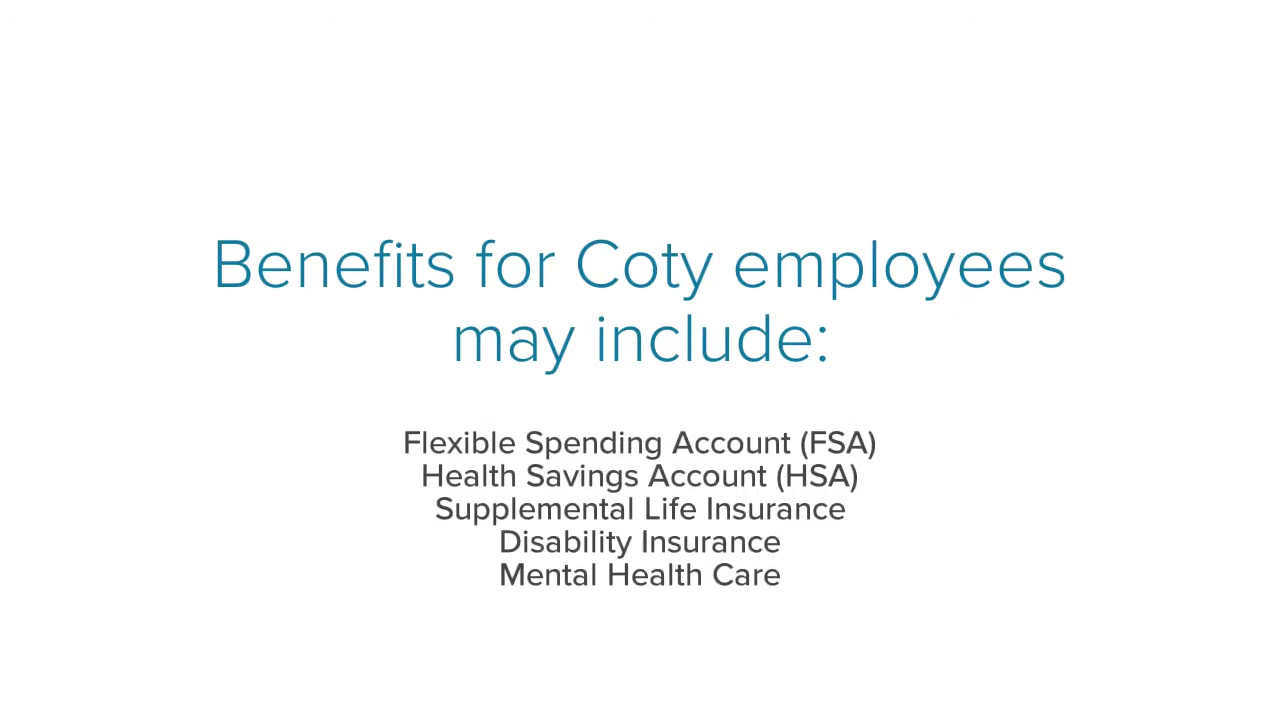 Benefits for Coty employees
may include:
Flexible Spending Account (FSA)
Health Savings Account (HSA)
Supplemental Life Insurance
Disability Insurance
Mental Health Care